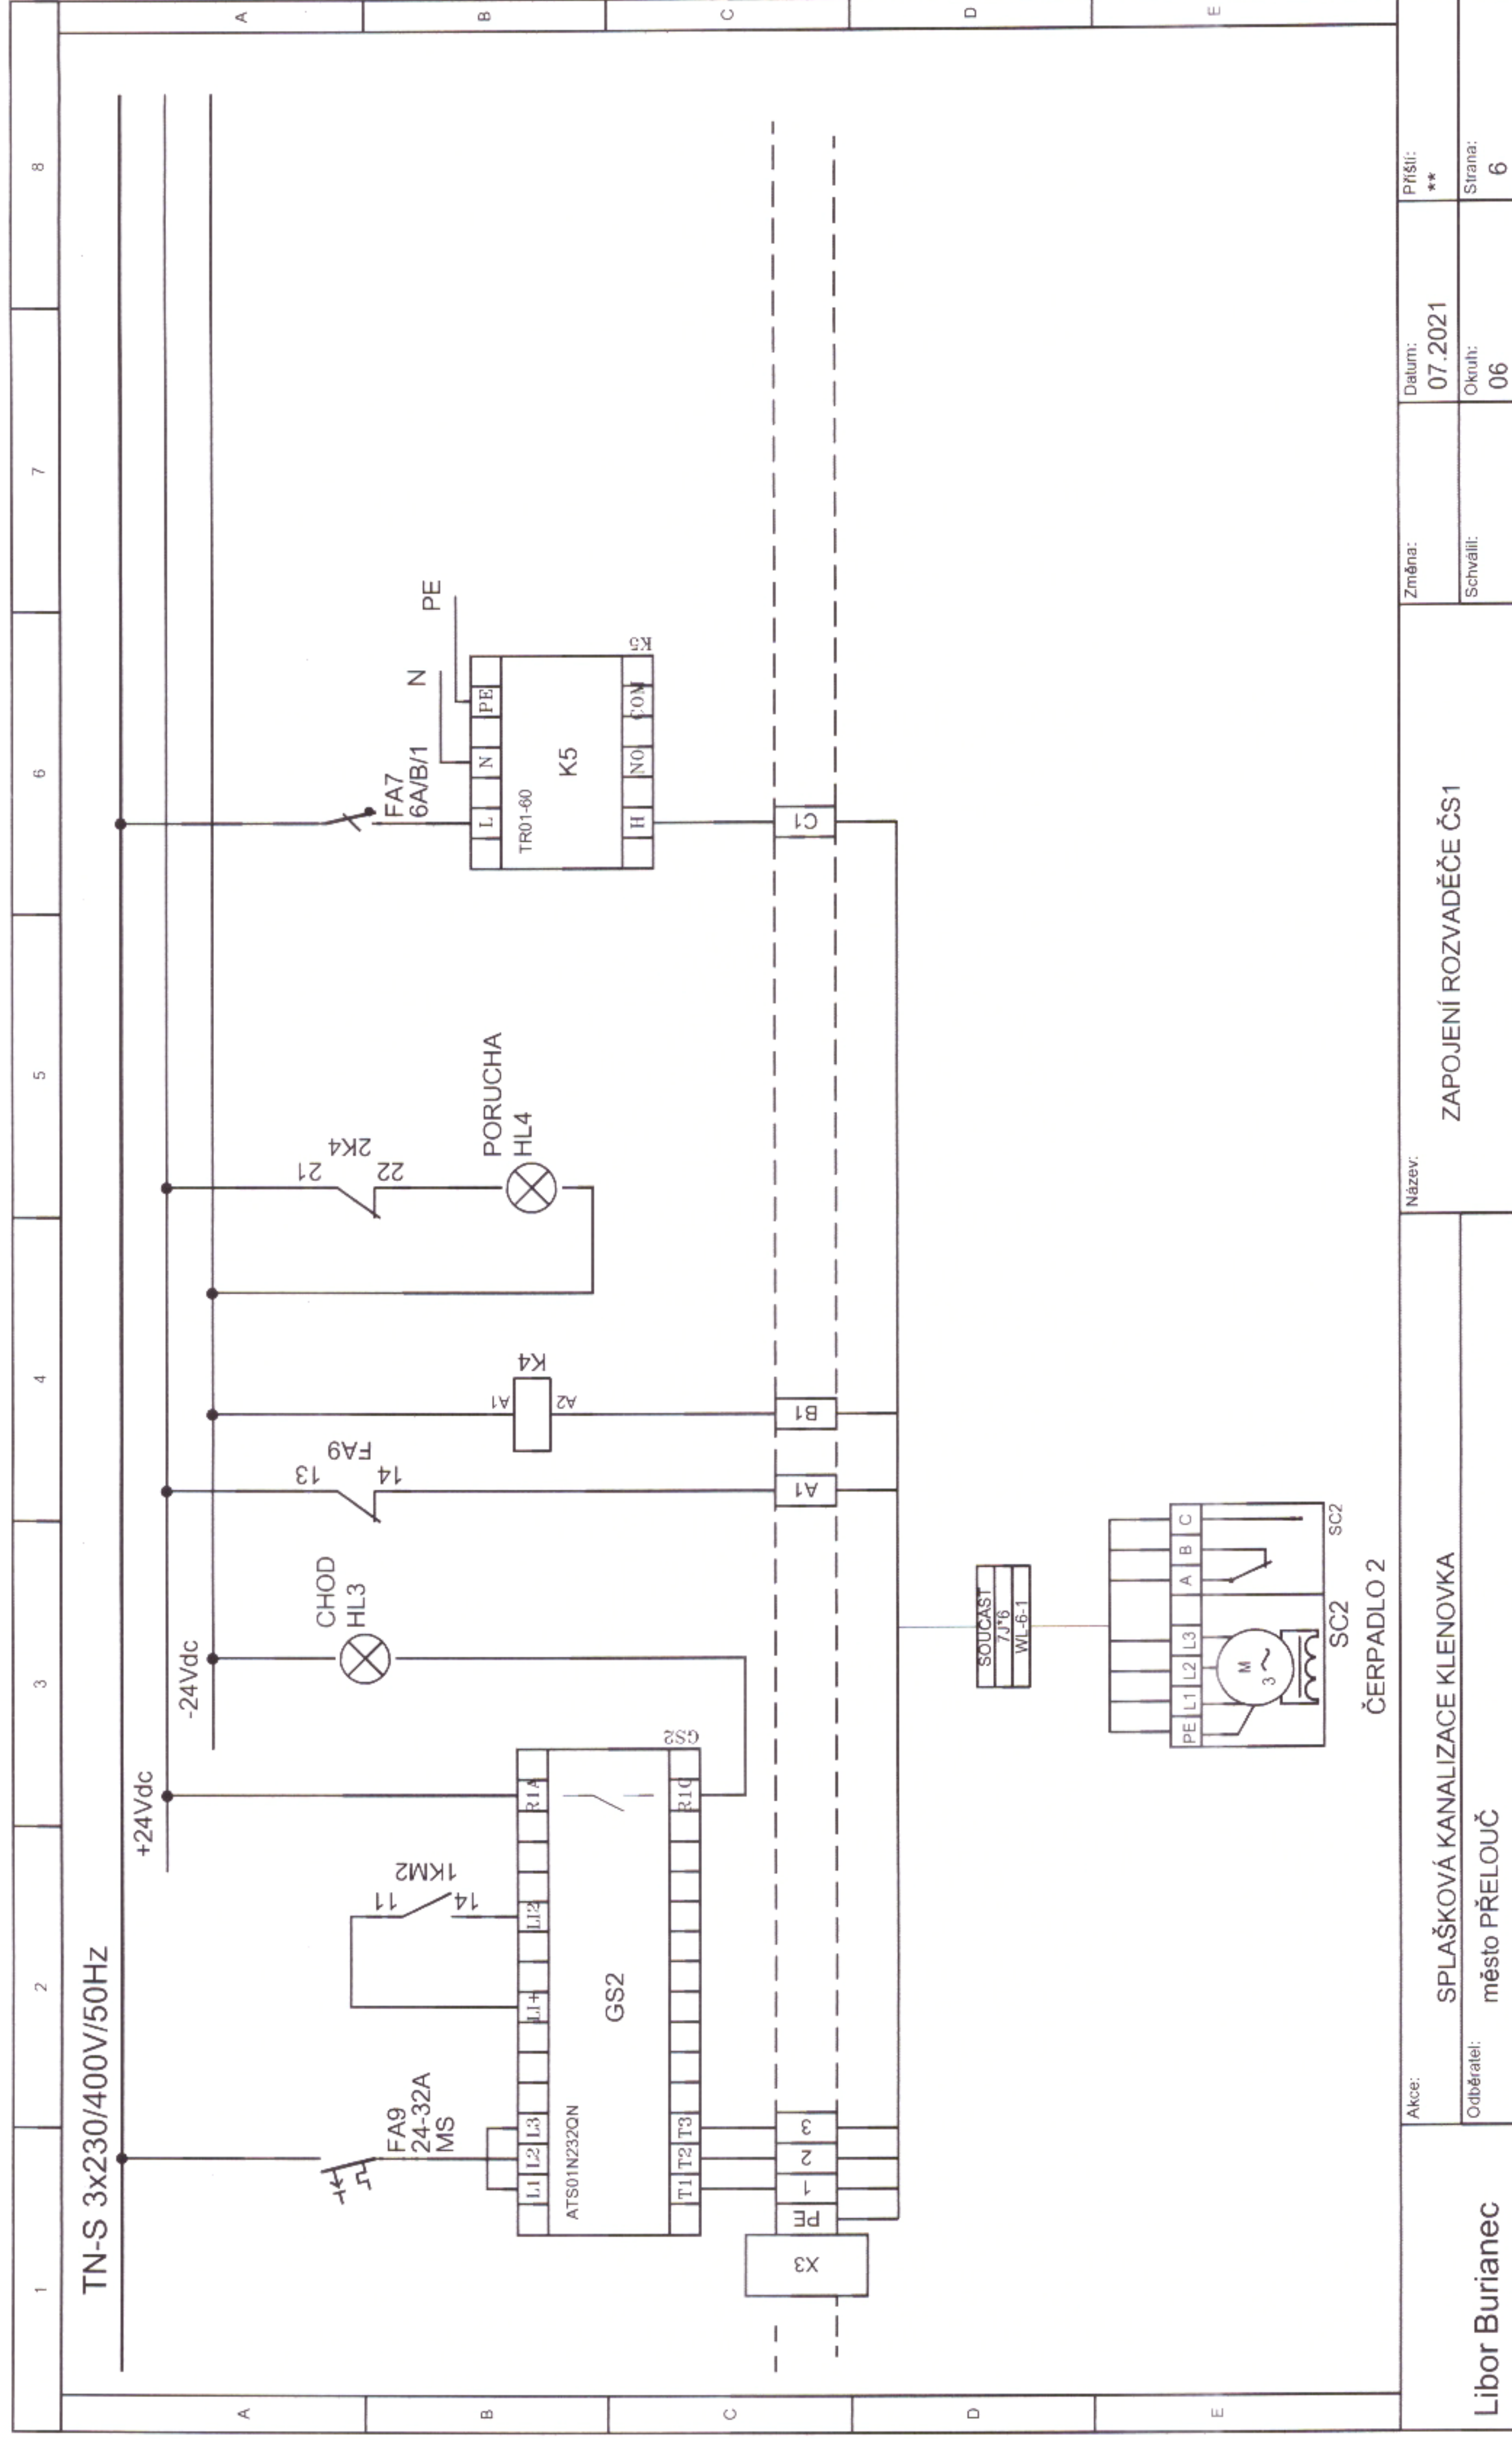 1 2 3 4 5 6 7 8
A
B
C
D
E
A
B
C
D
E
TN-S 3x230/400V/50Hz
+24Vdc
-24Vdc
FA9
24-32A
MS
L1 L2 L3 LI+ LI2 R1A
11
14
1KM2
ATS01N232QN
GS2
GS2
T1 T2 T3 R1C
CHOD
HL3
13
14
FA9
A1
A2
K4
21
22
2K4
PORUCHA
HL4
FA7
6A/B/1
N
PE
L N PE
TR01-60
K5
H NO COM
K5
X3 PE 1 2 3 A1 B1 C1
SOUČÁST
7J*6
WL-6-1
PE L1 L2 L3 A B C
M
3 ~
SC2
SC2
ČERPADLO 2
Libor Burianec
Akce:
SPLAŠKOVÁ KANALIZACE KLENOVKA
Odběratel:
město PŘELOUČ
Název:
ZAPOJENÍ ROZVADĚČE ČS1
Změna:
Schválil:
Datum:
07.2021
Okruh:
06
Příští:
**
Strana:
6